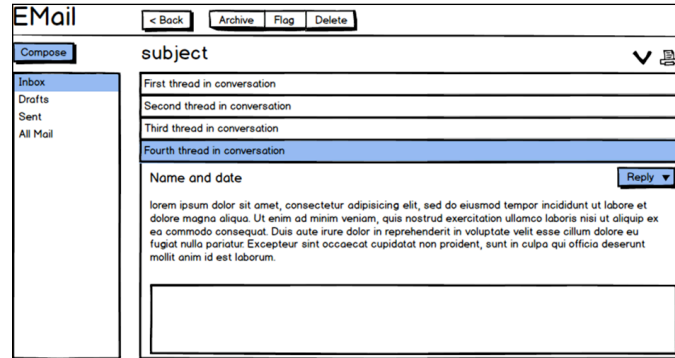 EMail
< Back
Archive Flag Delete
Compose
subject
Inbox
Drafts
Sent
All Mail
First thread in conversation
Second thread in conversation
Third thread in conversation
Fourth thread in conversation
Name and date
Reply
lorem ipsum dolor sit amet, consectetur adipisicing elit, sed do eiusmod tempor incididunt ut labore et
dolore magna aliqua. Ut enim ad minim veniam, quis nostrud exercitation ullamco laboris nisi ut aliquip ex
ea commodo consequat. Duis aute irure dolor in reprehenderit in voluptate velit esse cillum dolore eu
fugiat nulla pariatur. Excepteur sint occaecat cupidatat non proident, sunt in culpa qui officia deserunt
mollit anim id est laborum.